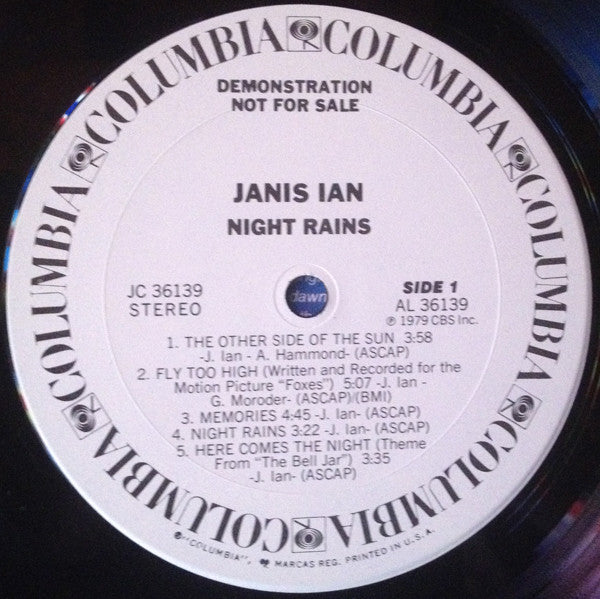 COLUMBIA COLUMBIA COLUMBIA COLUMBIA COLUMBIA COLUMBIA COLUMBIA
DEMONSTRATION
NOT FOR SALE
JANIS IAN
NIGHT RAINS
JC 36139
STEREO
dawn
SIDE 1
AL 36139
℗ 1979 CBS Inc.
1. THE OTHER SIDE OF THE SUN 3:58
-J. Ian - A. Hammond- (ASCAP)
2. FLY TOO HIGH (Written and Recorded for the
Motion Picture "Foxes") 5:07 -J. Ian -
G. Moroder- (ASCAP)/(BMI)
3. MEMORIES 4:45 -J. Ian- (ASCAP)
4. NIGHT RAINS 3:22 -J. Ian- (ASCAP)
5. HERE COMES THE NIGHT (Theme
From "The Bell Jar") 3:35
-J. Ian- (ASCAP)
"COLUMBIA", MARCAS REG. PRINTED IN U.S.A.